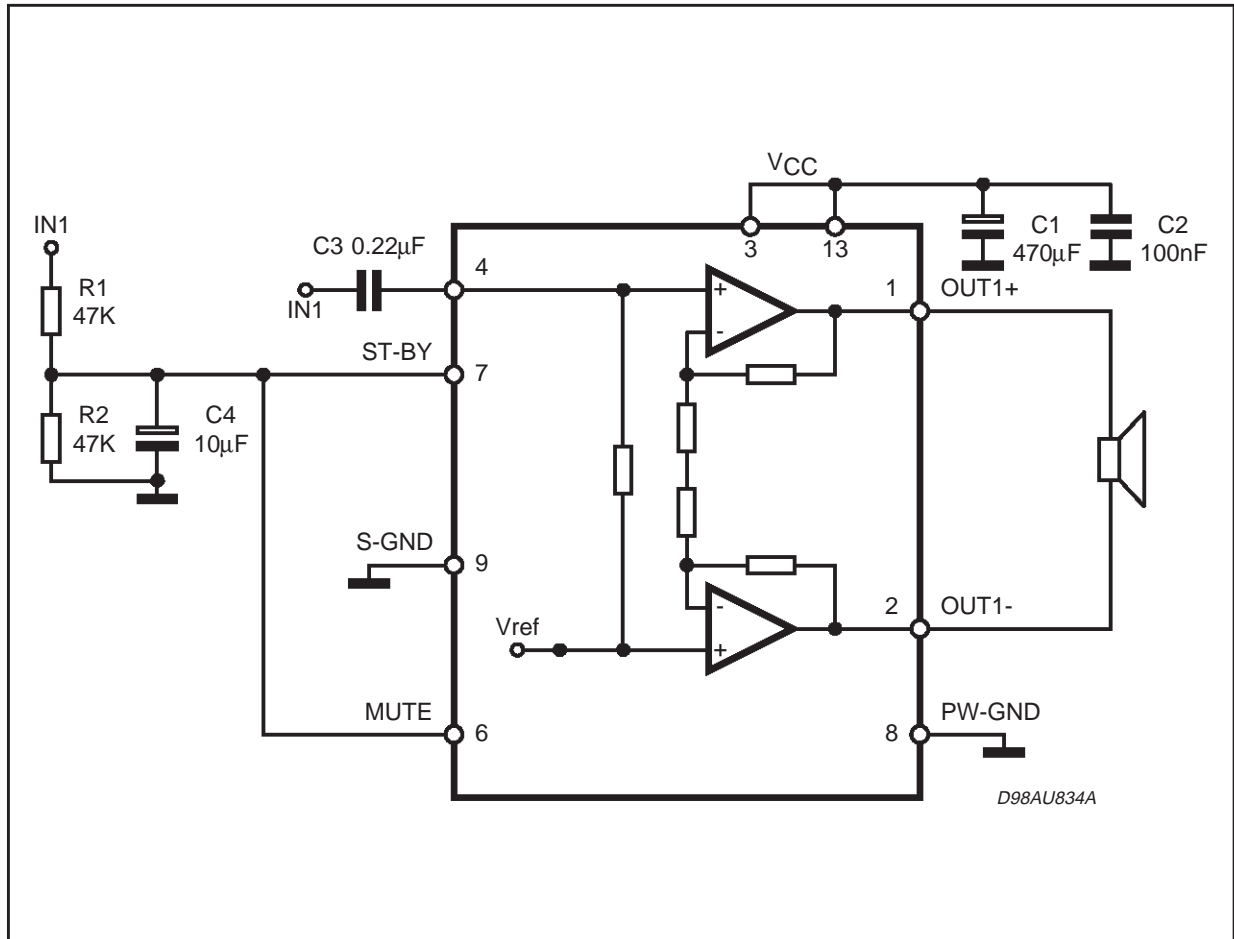 VCC
IN1
R1
47K
R2
47K
C4
10µF
C3 0.22µF
IN1
4
3
13
C1
470µF
C2
100nF
ST-BY
7
+
-
1
OUT1+
S-GND
9
Vref
-
+
2
OUT1-
MUTE
6
8
PW-GND
D98AU834A